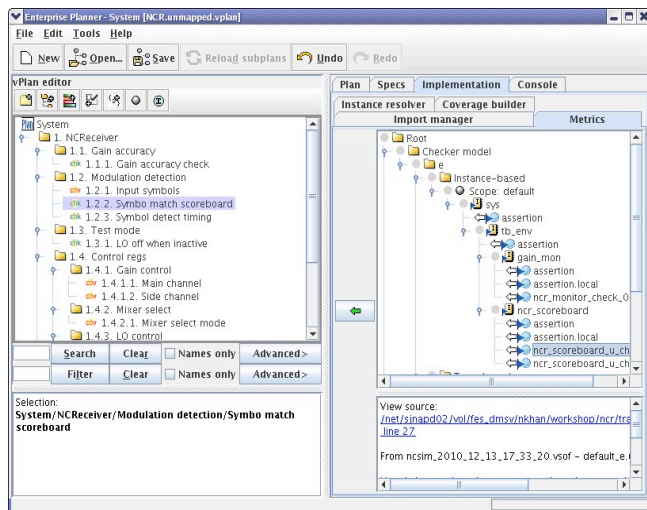 Enterprise Planner - System [NCR.unmapped.vplan]
File Edit Tools Help
New Open... Save Reload subplans Undo Redo
vPlan editor
Plan System
1. NCReceiver
1.1. Gain accuracy
chk 1.1.1. Gain accuracy check
1.2. Modulation detection
cov 1.2.1. Input symbols
chk 1.2.2. Symbo match scoreboard
chk 1.2.3. Symbol detect timing
1.3. Test mode
chk 1.3.1. LO off when inactive
1.4. Control regs
1.4.1. Gain control
cov 1.4.1.1. Main channel
chk 1.4.1.2. Side channel
1.4.2. Mixer select
cov 1.4.2.1. Mixer select mode
1.4.3. LO control
Search Clear Names only Advanced>
Filter Clear Names only Advanced>
Selection:
System/NCReceiver/Modulation detection/Symbo match
scoreboard
Plan Specs Implementation Console
Instance resolver Coverage builder
Import manager Metrics
Root
Checker model
e
Instance-based
Scope: default
sys
assertion
tb_env
assertion
gain_mon
assertion
assertion.local
ncr_monitor_check_0
ncr_scoreboard
assertion
assertion.local
ncr_scoreboard_u_ch
ncr_scoreboard_u_ch
View source:
/net/sjnapd02/vol/fes_dmsv/nkhan/workshop/ncr/tra
line 27
From ncsim_2010_12_13_17_33_20.vsof - default_e.